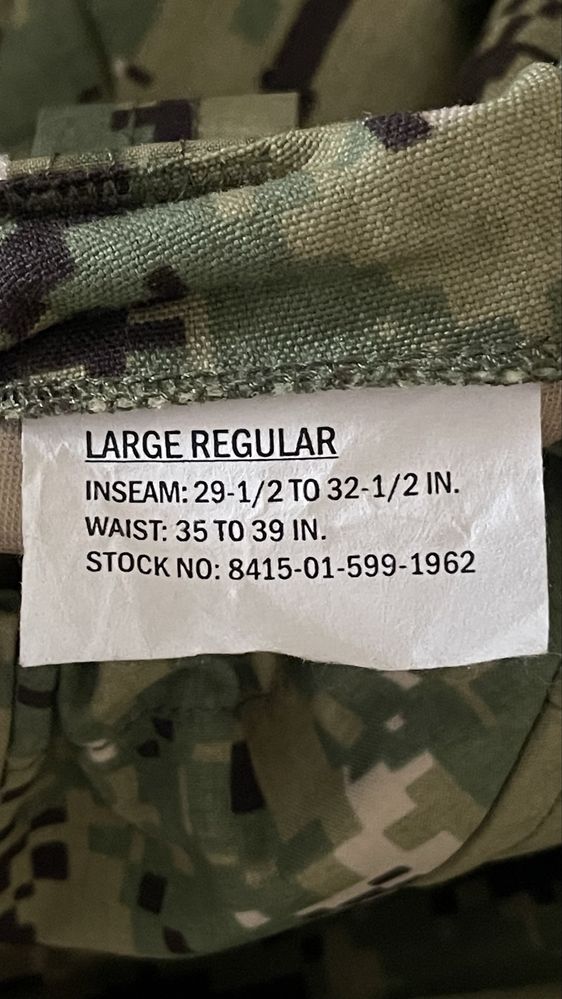 LARGE REGULAR
INSEAM: 29-1/2 TO 32-1/2 IN.
WAIST: 35 TO 39 IN.
STOCK NO: 8415-01-599-1962